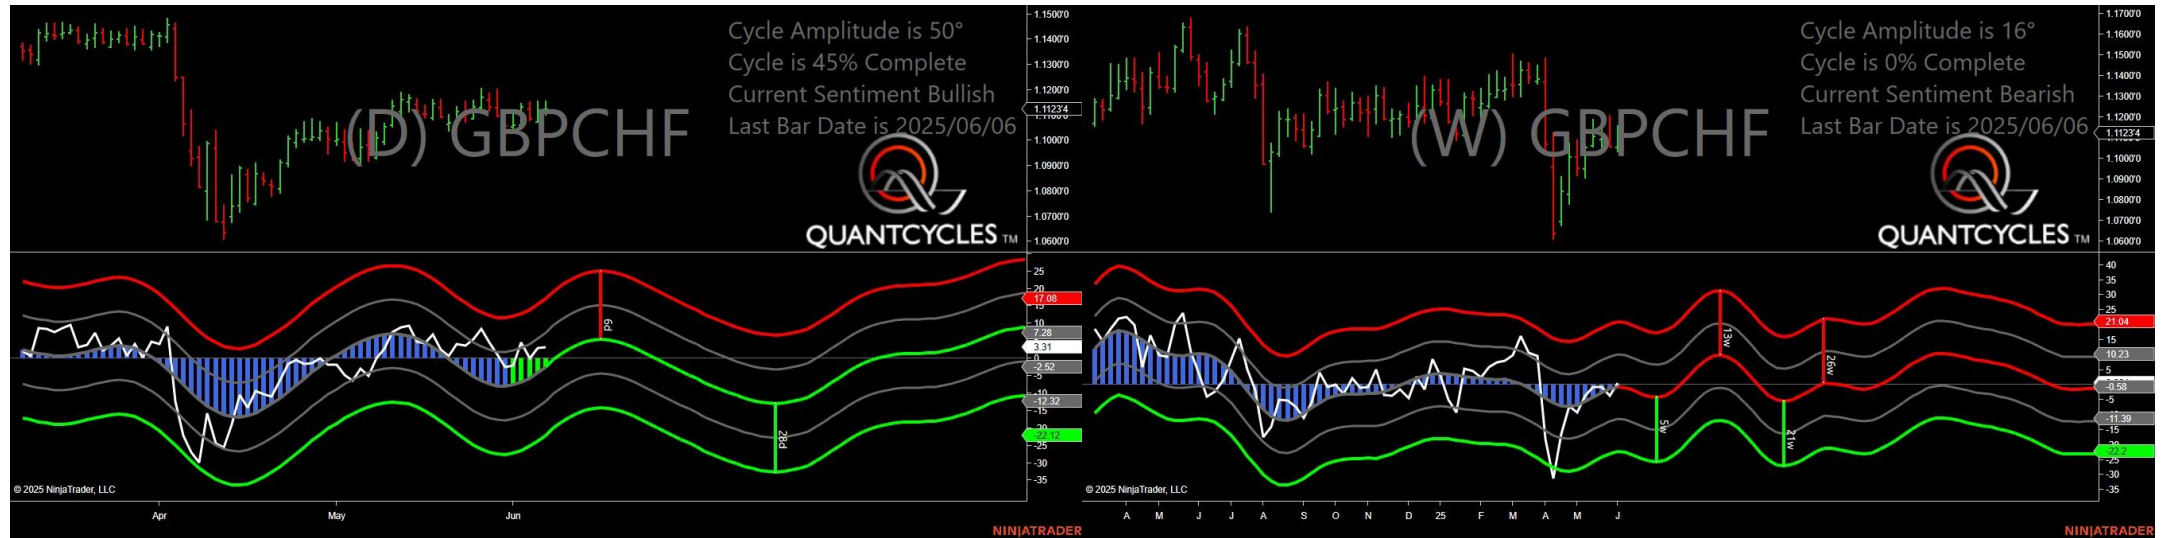 Cycle Amplitude is 50°
Cycle is 45% Complete
Current Sentiment Bullish
Last Bar Date is 2025/06/06
(D) GBPCHF
QUANTCYCLES TM
1.1500'0
1.1400'0
1.1300'0
1.1200'0
1.1123'4
1.1000'0
1.0900'0
1.0800'0
1.0700'0
1.0600'0
25
20
17.08
15
10
7.28
3.31
0
-2.52
-5
-12.32
-15
-20
-22.12
-25
-30
-35
6d
28d
© 2025 NinjaTrader, LLC
Apr May Jun
NINJATRADER
Cycle Amplitude is 16°
Cycle is 0% Complete
Current Sentiment Bearish
Last Bar Date is 2025/06/06
(W) GBPCHF
QUANTCYCLES TM
1.1700'0
1.1600'0
1.1500'0
1.1400'0
1.1300'0
1.1200'0
1.1123'4
1.1000'0
1.0900'0
1.0800'0
1.0700'0
1.0600'0
40
35
30
25
21.04
15
10.23
5
-0.58
-5
-11.39
-15
-22.2
-25
-30
-35
13w
26w
5w
21w
© 2025 NinjaTrader, LLC
A M J J A S O N D 25 F M A M J
NINJATRADER